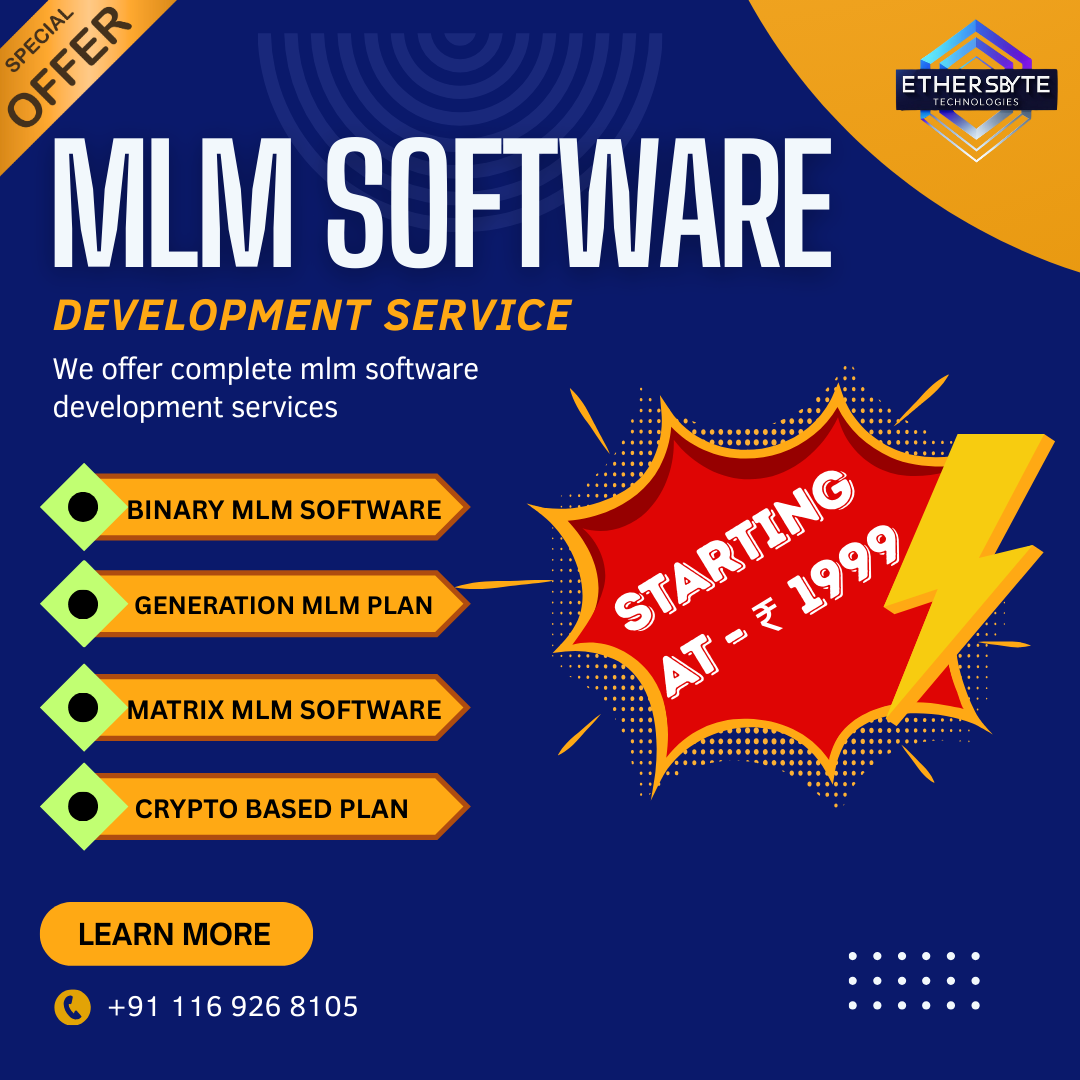 SPECIAL
OFFER
ETHERSBYTE
TECHNOLOGIES
MLM SOFTWARE
DEVELOPMENT SERVICE
We offer complete mlm software
development services
BINARY MLM SOFTWARE
GENERATION MLM PLAN
MATRIX MLM SOFTWARE
CRYPTO BASED PLAN
STARTING
AT - ₹ 1999
LEARN MORE
+91 116 926 8105